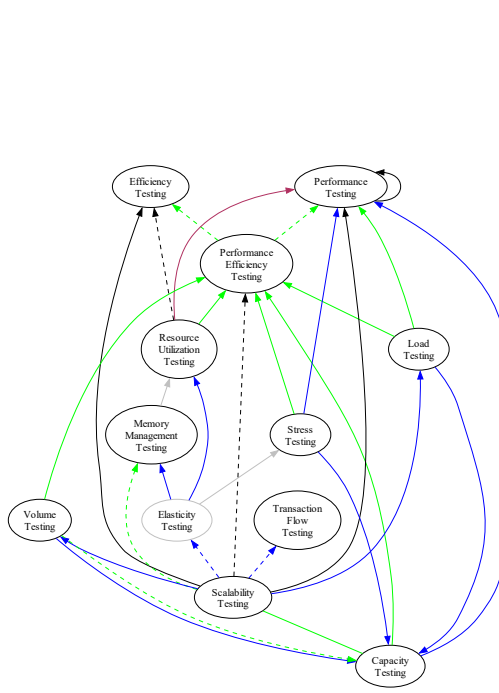 Efficiency
Testing
Performance
Testing
Performance
Efficiency
Testing
Resource
Utilization
Testing
Load
Testing
Memory
Management
Testing
Stress
Testing
Volume
Testing
Elasticity
Testing
Transaction
Flow
Testing
Scalability
Testing
Capacity
Testing